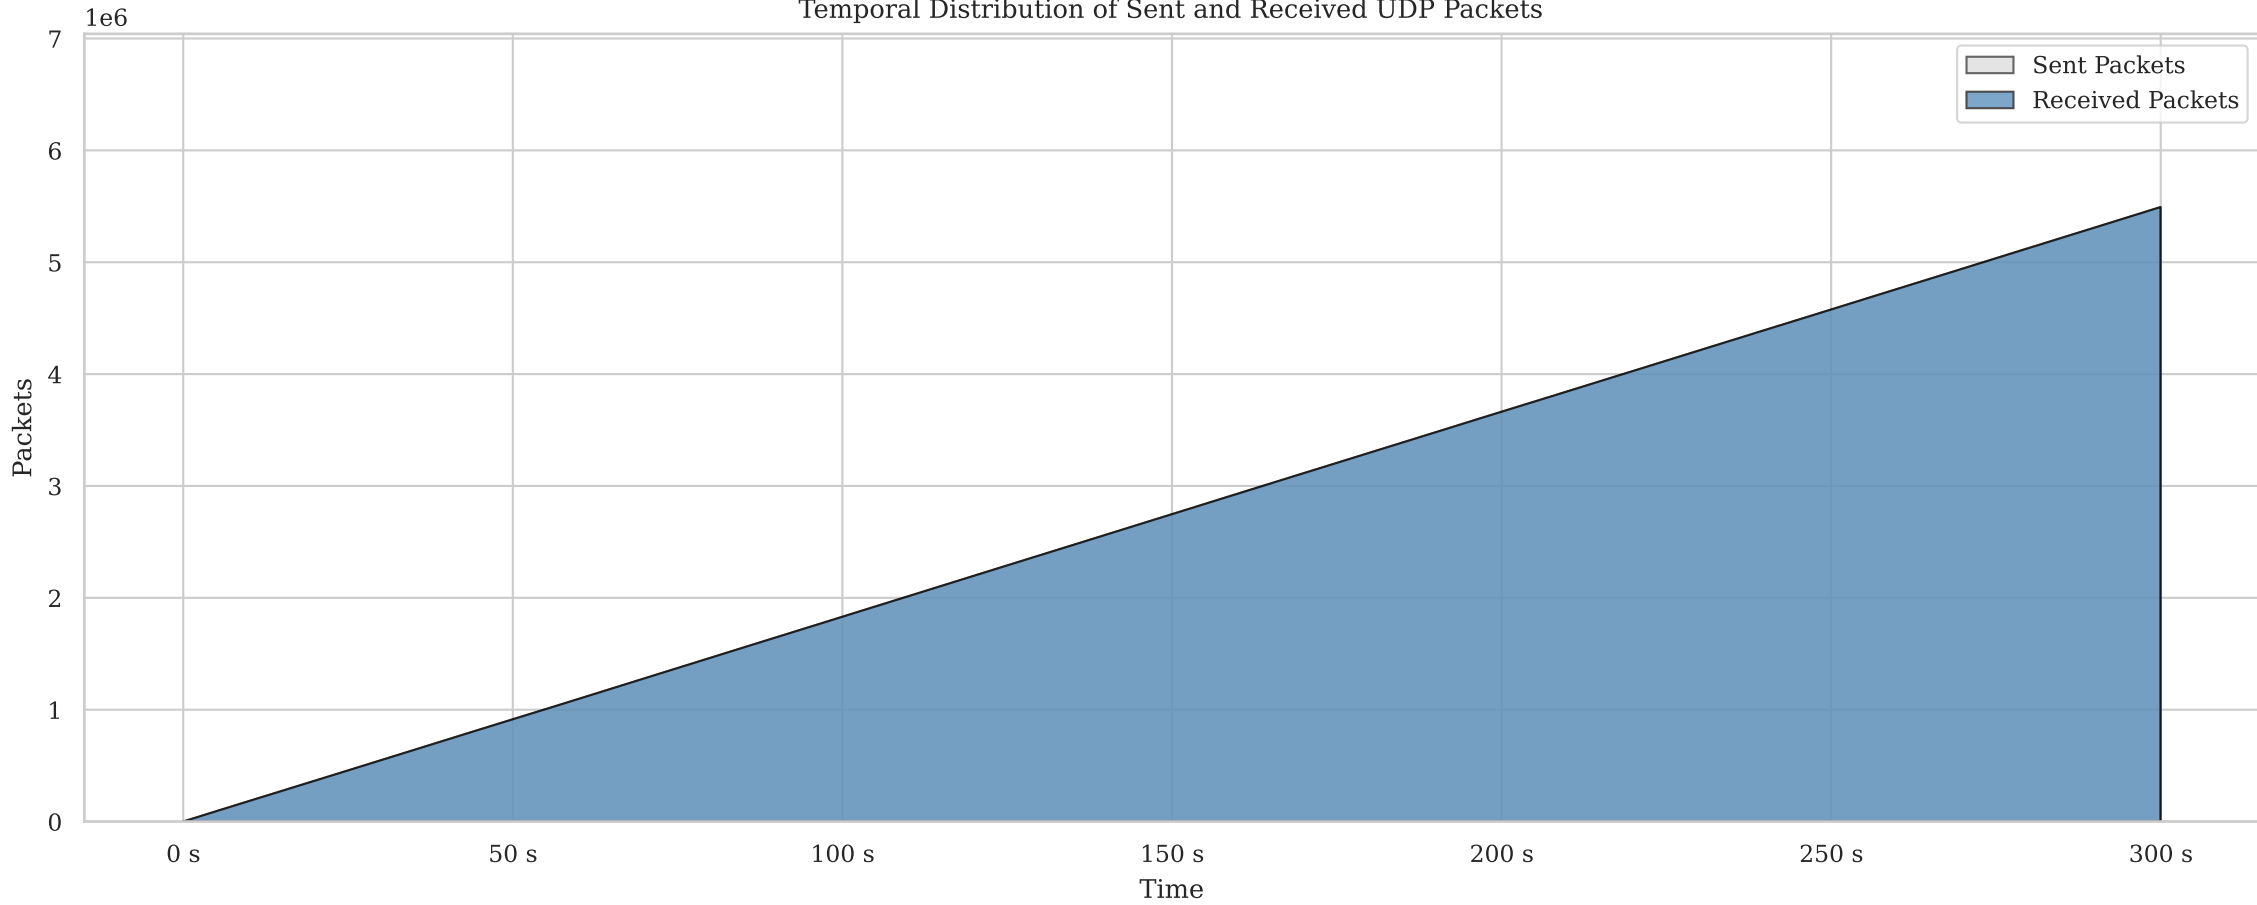 Temporal Distribution of Sent and Received UDP Packets
1e6
7
6
5
4
3
2
1
0
Packets
Sent Packets
Received Packets
0 s
50 s
100 s
150 s
200 s
250 s
300 s
Time